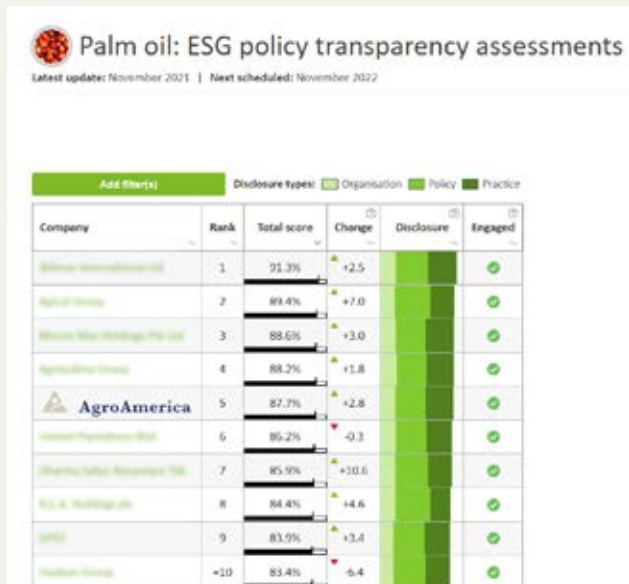 Palm oil: ESG policy transparency assessments
Latest update: November 2021 | Next scheduled: November 2022
Add filter(s) Disclosure types: Organisation Policy Practice
Company Rank Total score Change Disclosure Engaged
1 91.3% +2.5
2 89.4% +7.0
3 88.6% +3.0
4 88.2% +1.8
AgroAmerica 5 87.7% +2.8
6 86.2% -0.3
7 85.9% +10.6
8 84.4% +4.6
9 83.9% +3.4
=10 83.4% -6.4